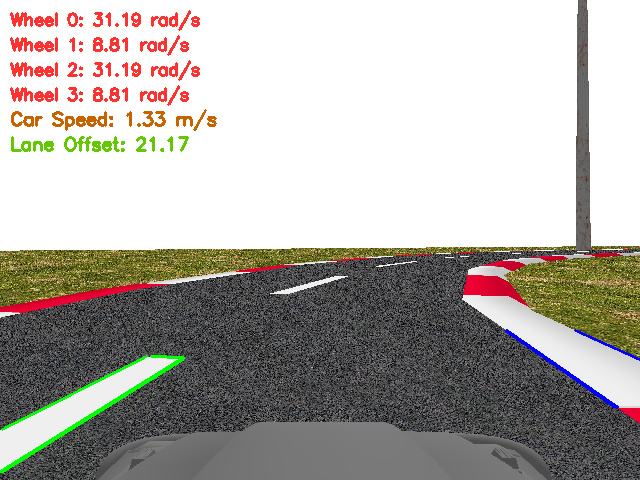 Wheel 0: 31.19 rad/s
Wheel 1: 8.81 rad/s
Wheel 2: 31.19 rad/s
Wheel 3: 8.81 rad/s
Car Speed: 1.33 m/s
Lane Offset: 21.17